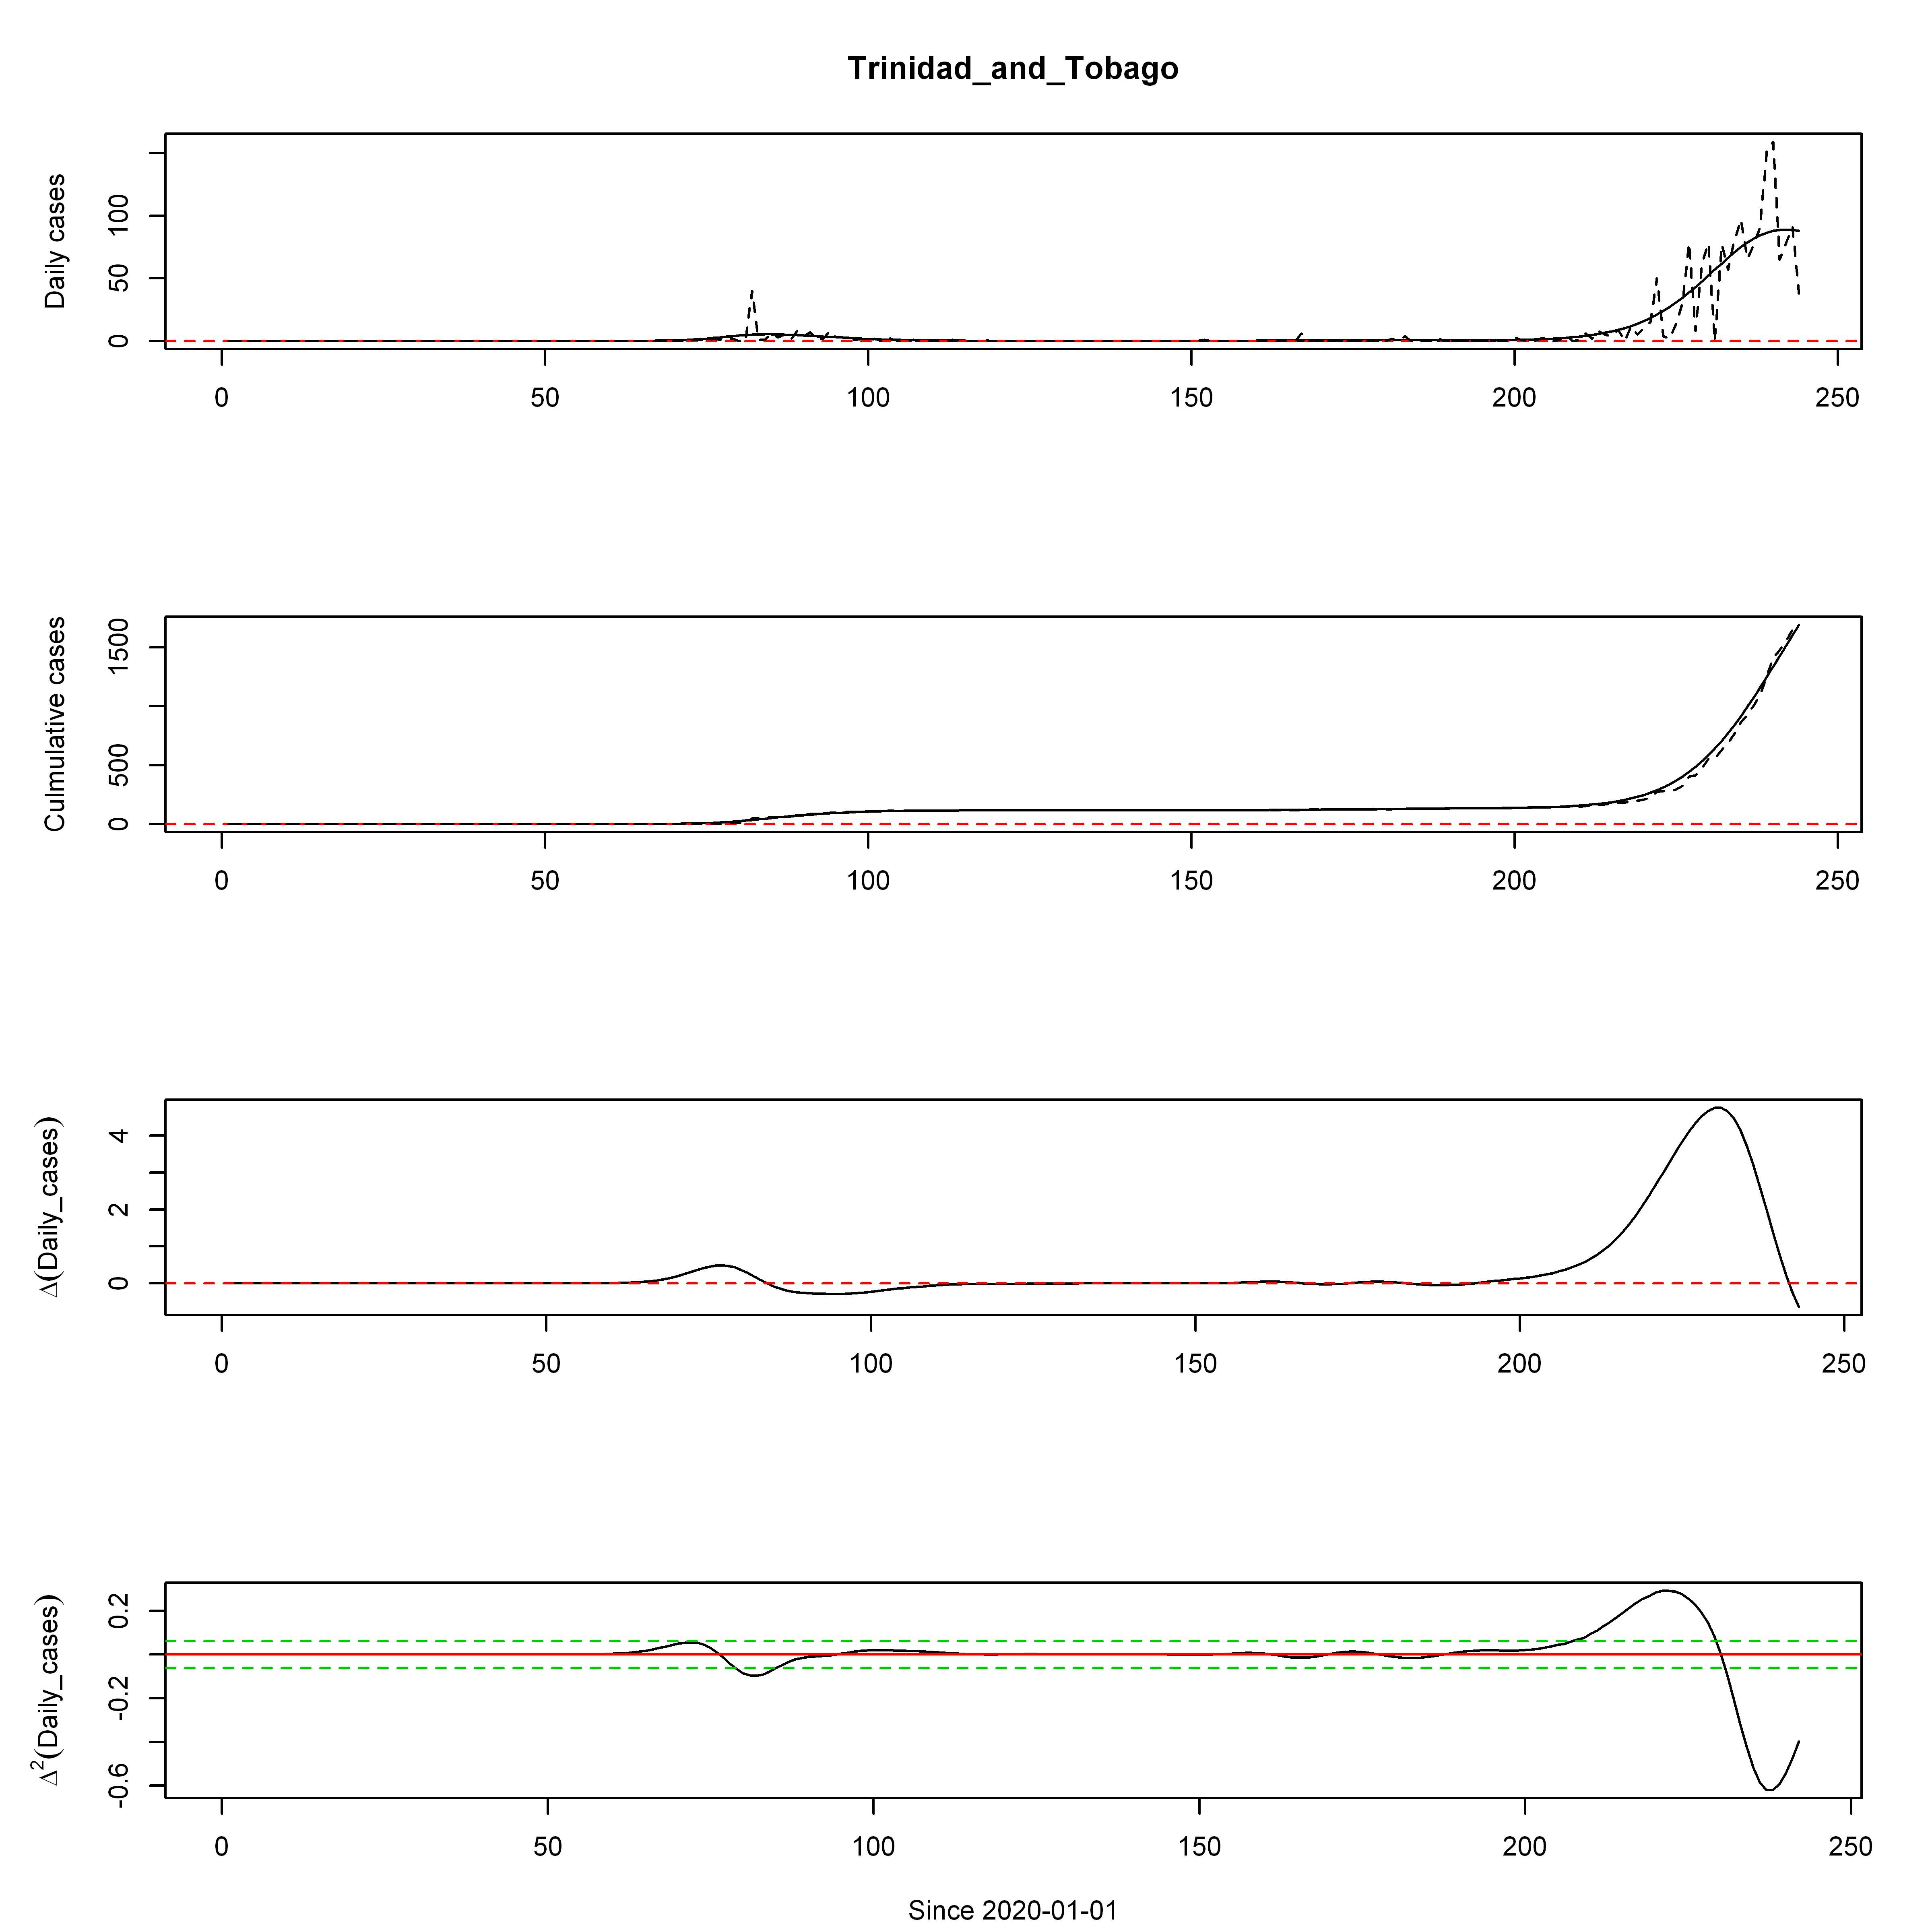 Trinidad_and_Tobago
Daily cases
0 50 100
0 50 100 150 200 250
Culmulative cases
0 500 1500
0 50 100 150 200 250
Δ(Daily_cases)
0 2 4
0 50 100 150 200 250
Δ²(Daily_cases)
-0.6 -0.2 0.2
0 50 100 150 200 250
Since 2020-01-01